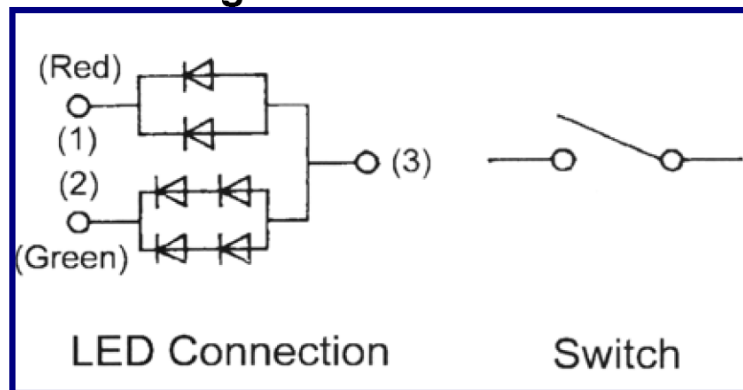 (Red)
(1)
(2)
(3)
(Green)
LED Connection
Switch